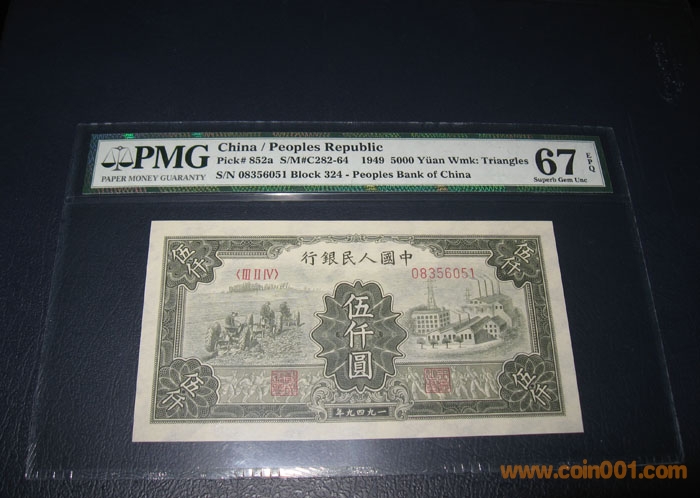 PMG
PAPER MONEY GUARANTY
China / Peoples Republic
Pick# 852a S/M#C282-64 1949 5000 Yüan Wmk: Triangles
S/N 08356051 Block 324 - Peoples Bank of China
67 EPQ
Superb Gem Unc
伍仟
行銀民人國中
伍仟
〈III II IV〉
08356051
伍仟圓
伍仟
伍仟
年九四九一
www.coin001.com